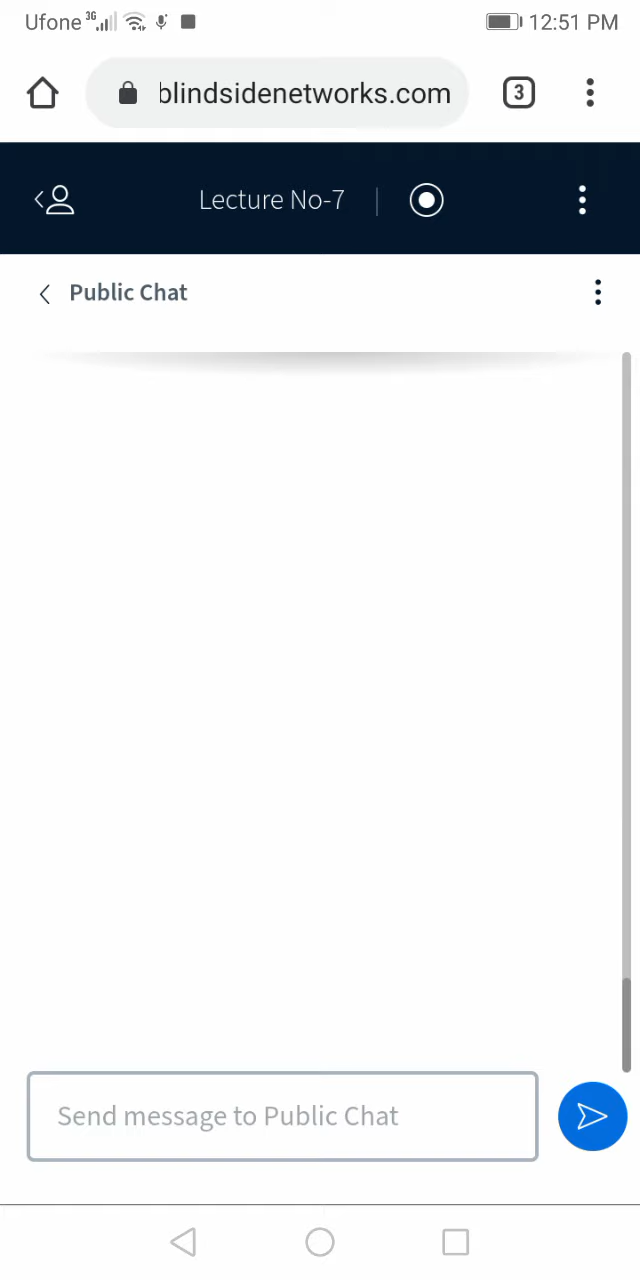 Ufone 3G 12:51 PM
blindsidenetworks.com 3
Lecture No-7
Public Chat
Send message to Public Chat